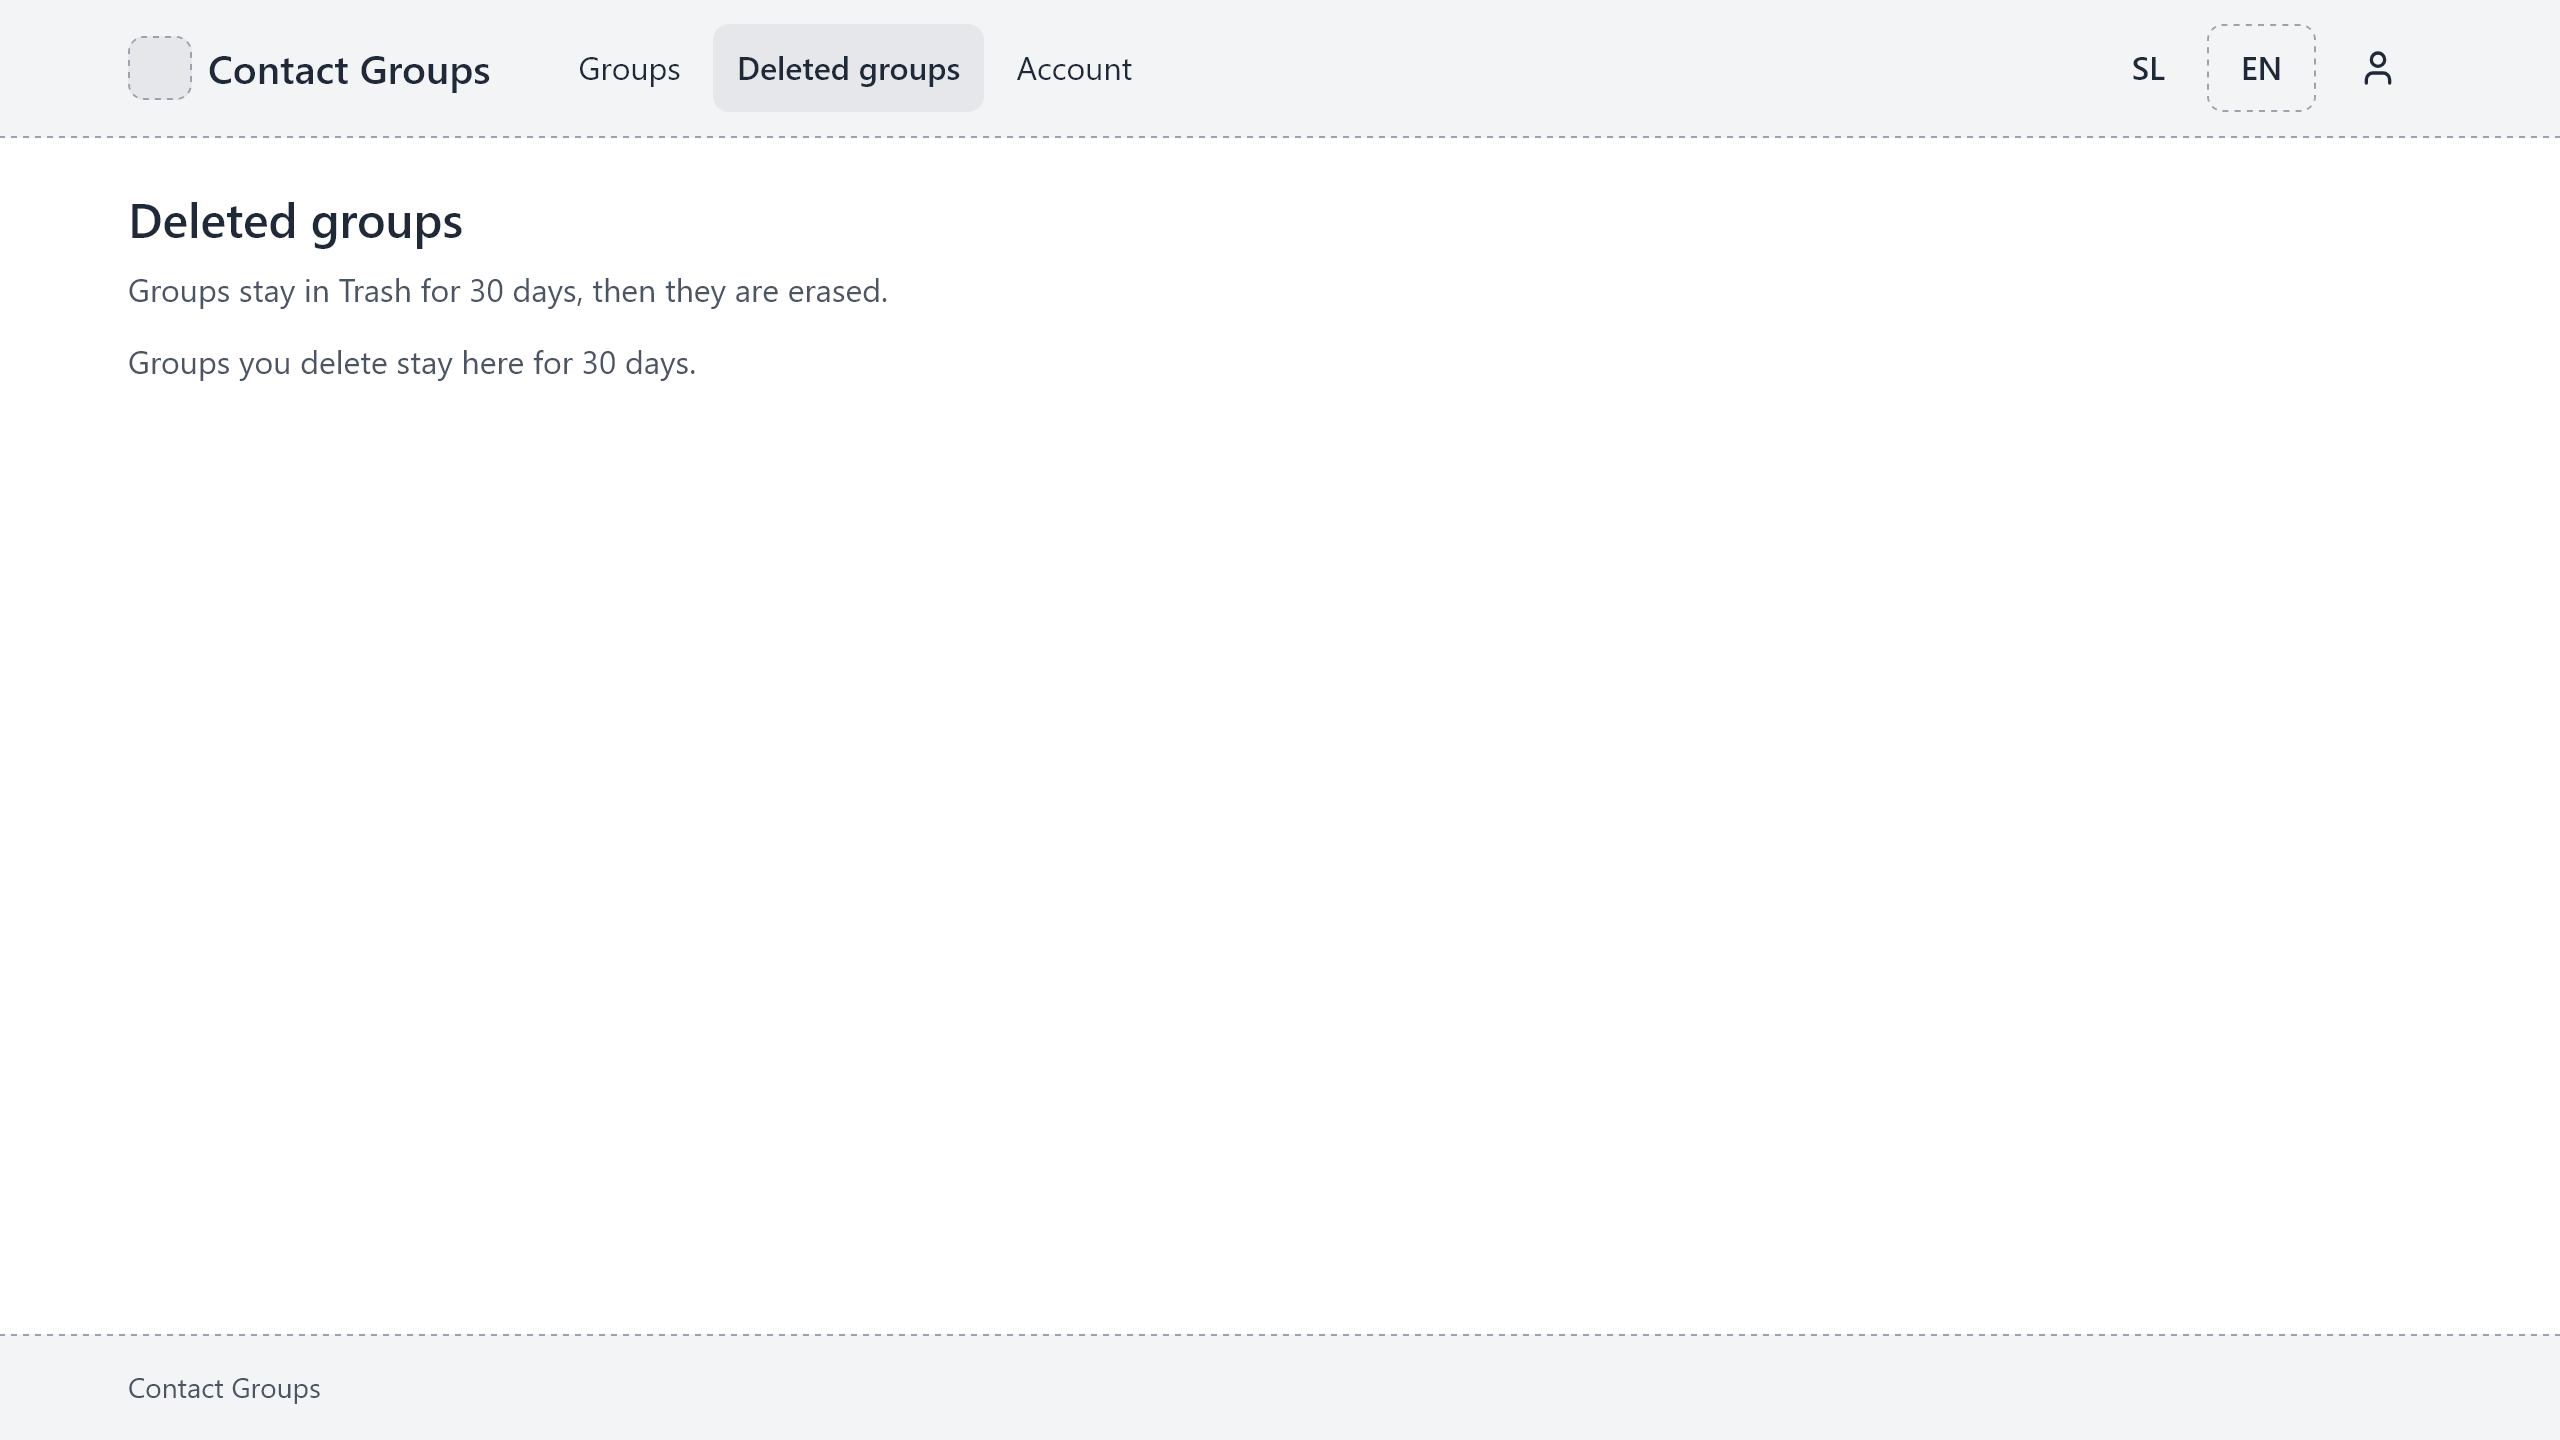 Contact Groups
Groups
Deleted groups
Account
SL
EN
Deleted groups
Groups stay in Trash for 30 days, then they are erased.
Groups you delete stay here for 30 days.
Contact Groups